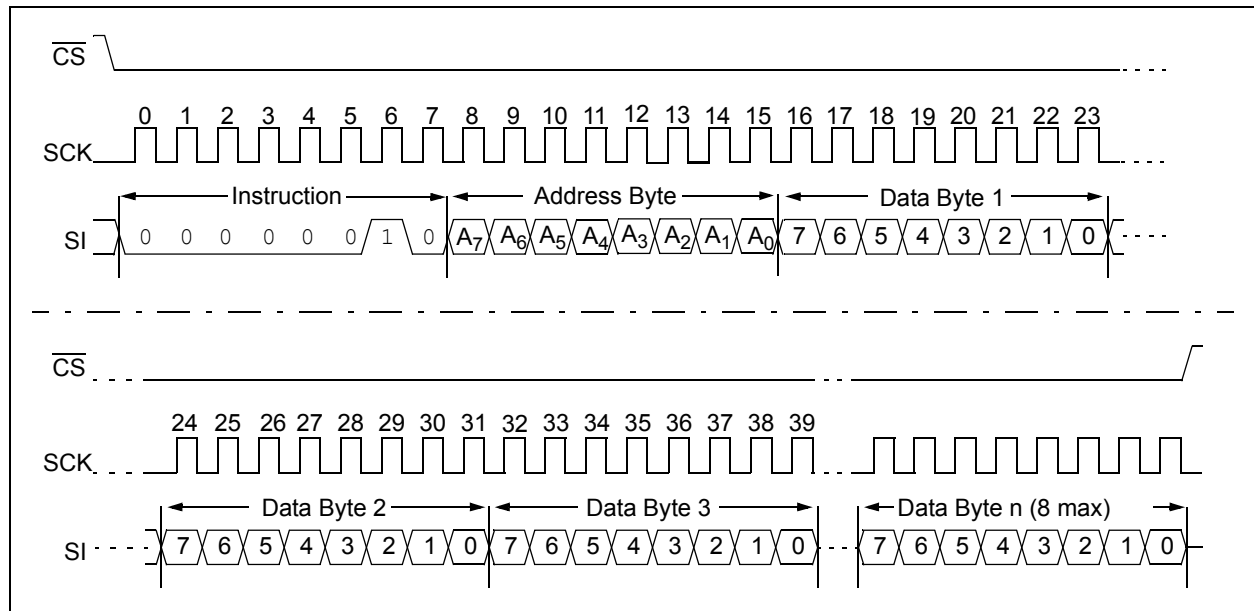 CS
0 1 2 3 4 5 6 7 8 9 10 11 12 13 14 15 16 17 18 19 20 21 22 23
SCK
Instruction Address Byte Data Byte 1
SI 0 0 0 0 0 0 1 0 A7 A6 A5 A4 A3 A2 A1 A0 7 6 5 4 3 2 1 0
CS
24 25 26 27 28 29 30 31 32 33 34 35 36 37 38 39
SCK
Data Byte 2 Data Byte 3 Data Byte n (8 max)
SI 7 6 5 4 3 2 1 0 7 6 5 4 3 2 1 0 7 6 5 4 3 2 1 0